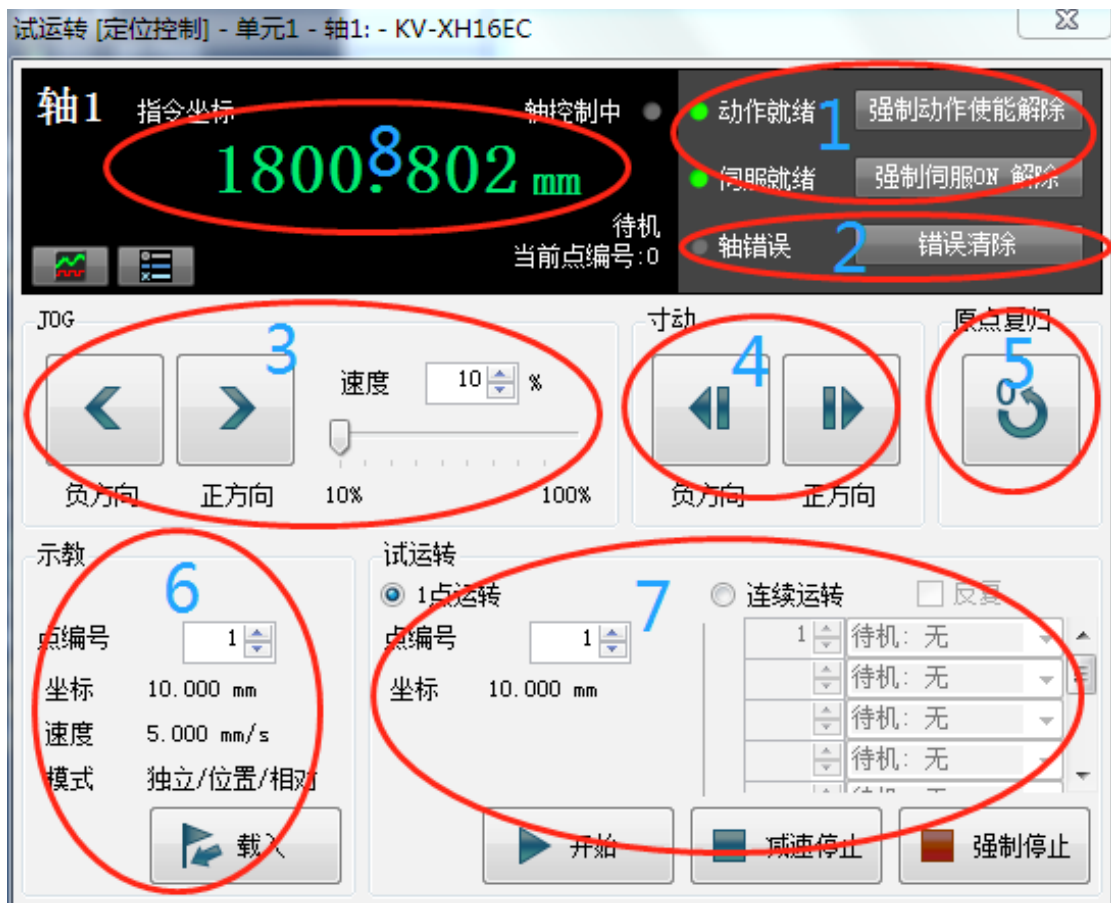 试运转 [定位控制] - 单元1 - 轴1: - KV-XH16EC
轴1 指令坐标 轴控制中 动作就绪 1 强制动作使能解除
1800.802 mm 8
伺服就绪 强制伺服ON 解除
待机
当前点编号:0
轴错误 2 错误清除
JOG
3
速度 10 %
负方向 正方向 10% 100%
寸动
4
负方向 正方向
原点复归
5
0
示教
6
点编号 1
坐标 10.000 mm
速度 5.000 mm/s
模式 独立/位置/相对
载入
试运转
7
1点运转 连续运转 反复
点编号 1 1 待机: 无
坐标 10.000 mm 待机: 无
待机: 无
待机: 无
开始 减速停止 强制停止